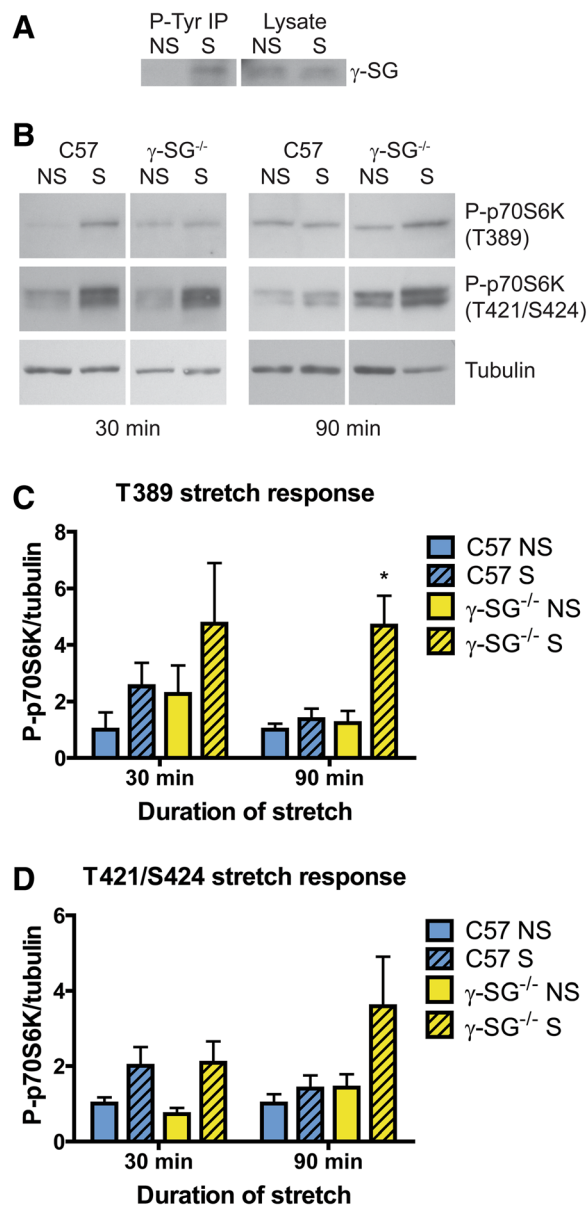 A
P-Tyr IP Lysate
NS S NS S
γ-SG
B
C57 γ-SG-/- C57 γ-SG-/-
NS S NS S NS S NS S
P-p70S6K
(T389)
P-p70S6K
(T421/S424)
Tubulin
30 min 90 min
C
T389 stretch response
P-p70S6K/tubulin
8
6
4
2
0
*
30 min 90 min
Duration of stretch
C57 NS
C57 S
γ-SG-/- NS
γ-SG-/- S
D
T421/S424 stretch response
P-p70S6K/tubulin
6
4
2
0
30 min 90 min
Duration of stretch
C57 NS
C57 S
γ-SG-/- NS
γ-SG-/- S